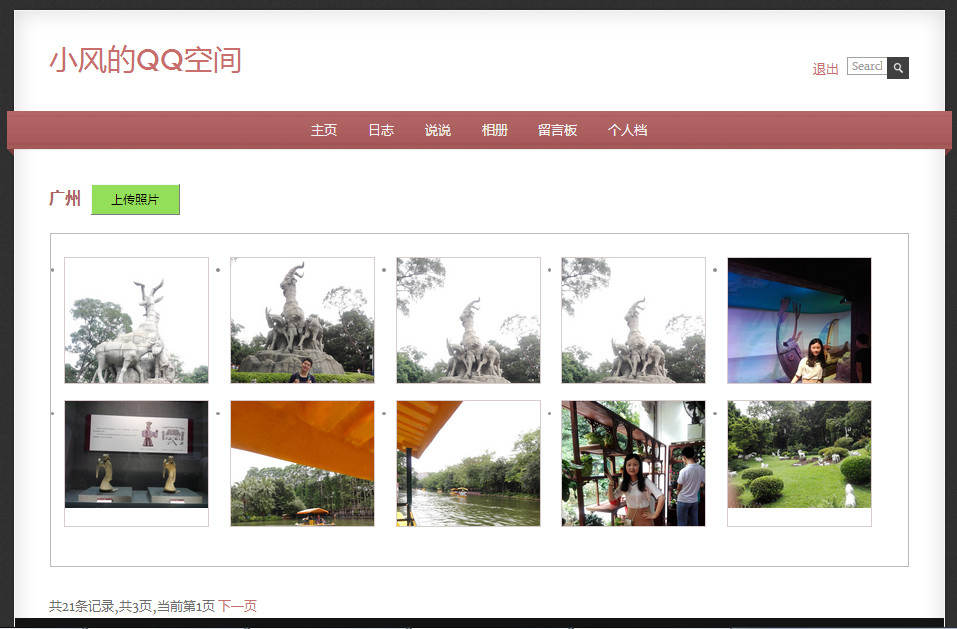 小风的QQ空间
退出 Searcl
主页 日志 说说 相册 留言板 个人档
广州 上传照片
共21条记录,共3页,当前第1页 下一页